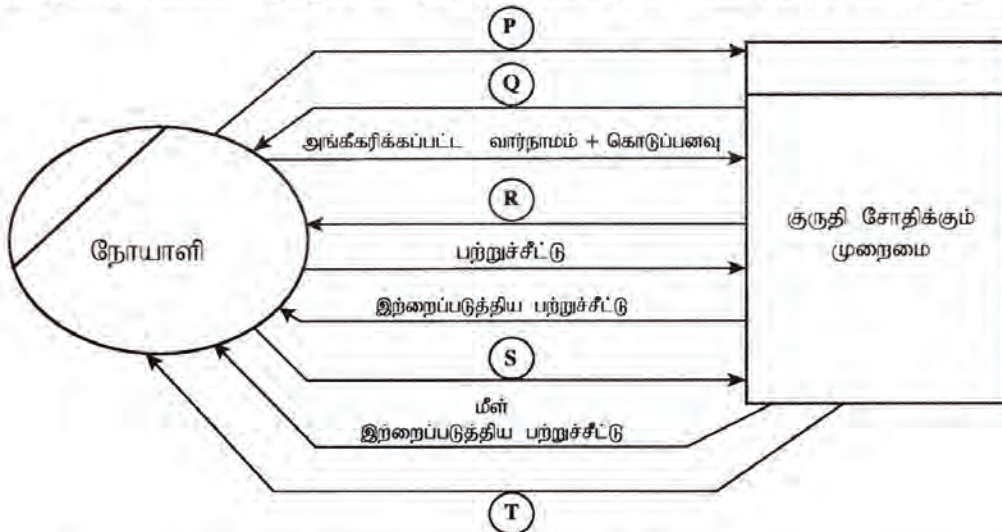 P
Q
அங்கீகரிக்கப்பட்ட வார்நாமம் + கொடுப்பனவு
R
நோயாளி
குருதி சோதிக்கும்
முறைமை
பற்றுச்சீட்டு
இற்றைப்படுத்திய பற்றுச்சீட்டு
S
மீள்
இற்றைப்படுத்திய பற்றுச்சீட்டு
T